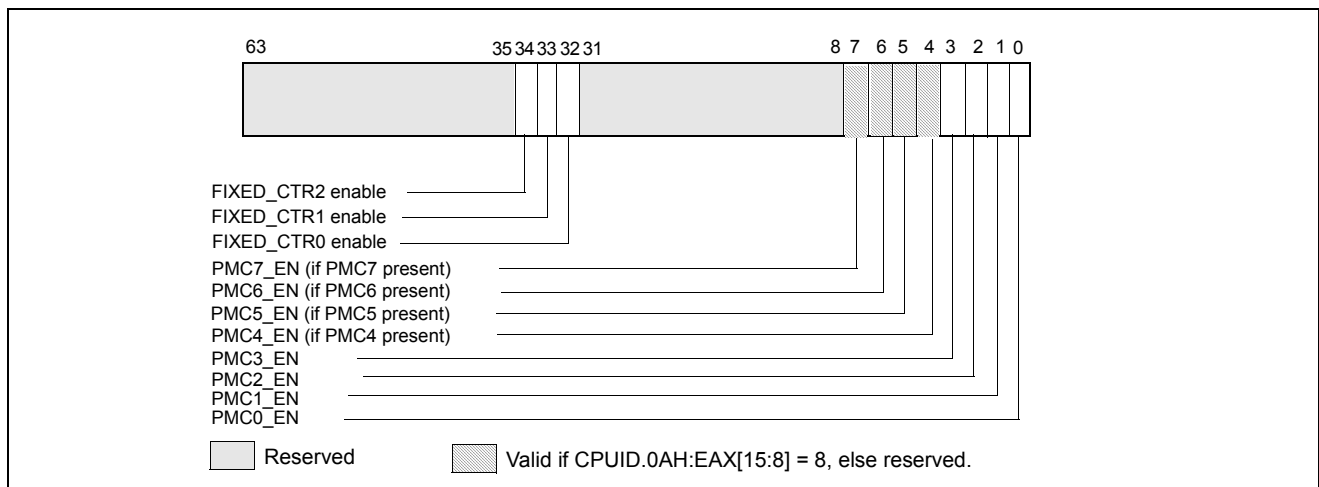 63 35 34 33 32 31 8 7 6 5 4 3 2 1 0
FIXED_CTR2 enable
FIXED_CTR1 enable
FIXED_CTR0 enable
PMC7_EN (if PMC7 present)
PMC6_EN (if PMC6 present)
PMC5_EN (if PMC5 present)
PMC4_EN (if PMC4 present)
PMC3_EN
PMC2_EN
PMC1_EN
PMC0_EN
Reserved Valid if CPUID.0AH:EAX[15:8] = 8, else reserved.